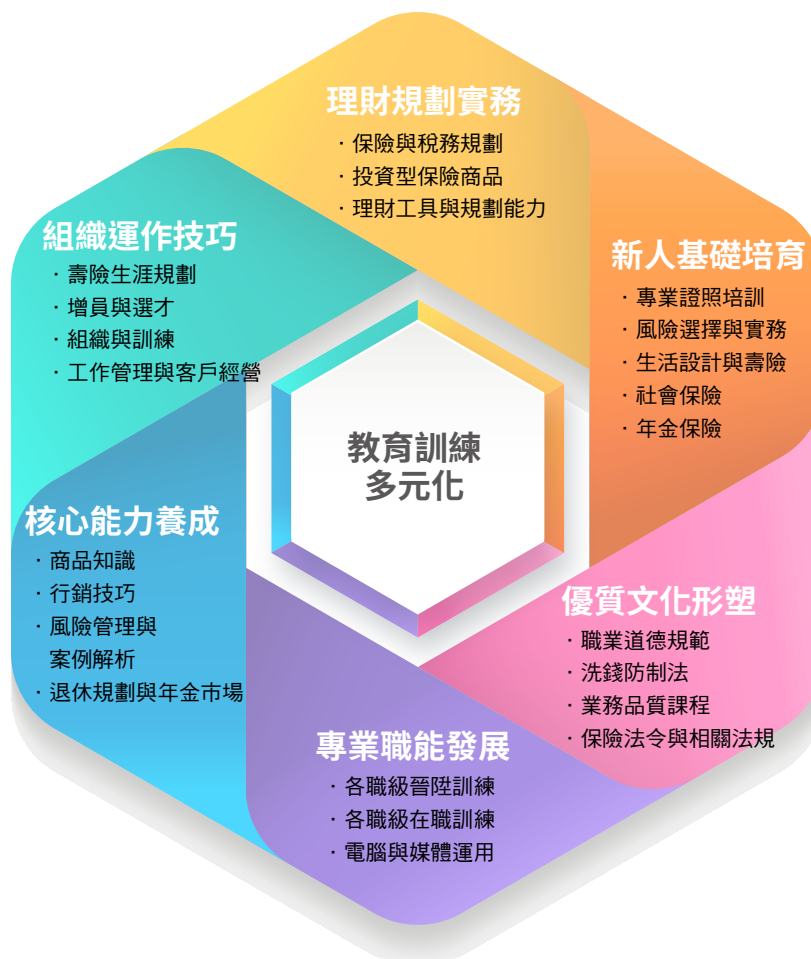 理財規劃實務
·保險與稅務規劃
·投資型保險商品
·理財工具與規劃能力
組織運作技巧
·壽險生涯規劃
·增員與選才
·組織與訓練
·工作管理與客戶經營
新人基礎培育
·專業證照培訓
·風險選擇與實務
·生活設計與壽險
·社會保險
·年金保險
教育訓練
多元化
核心能力養成
·商品知識
·行銷技巧
·風險管理與
案例解析
·退休規劃與年金市場
優質文化形塑
·職業道德規範
·洗錢防制法
·業務品質課程
·保險法令與相關法規
專業職能發展
·各職級晉陞訓練
·各職級在職訓練
·電腦與媒體運用